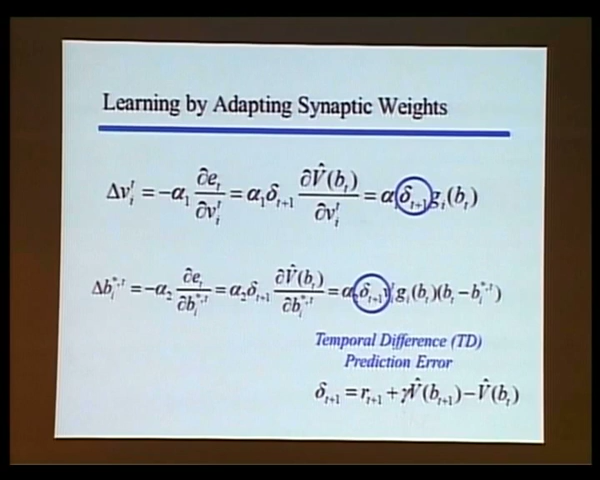 Learning by Adapting Synaptic Weights
Δv_i^t = -α_1 ∂e_t/∂v_i^t = α_1 δ_{t+1} ∂V̂(b_t)/∂v_i^t = α_1 δ_{t+1} g_i(b_t)
Δb_i^{*,t} = -α_2 ∂e_t/∂b_i^{*,t} = α_2 δ_{t+1} ∂V̂(b_t)/∂b_i^{*,t} = α_2 δ_{t+1} v_i^t g_i(b_t)(b_t - b_i^{*,t})
Temporal Difference (TD)
Prediction Error
δ_{t+1} = r_{t+1} + γV̂(b_{t+1}) - V̂(b_t)